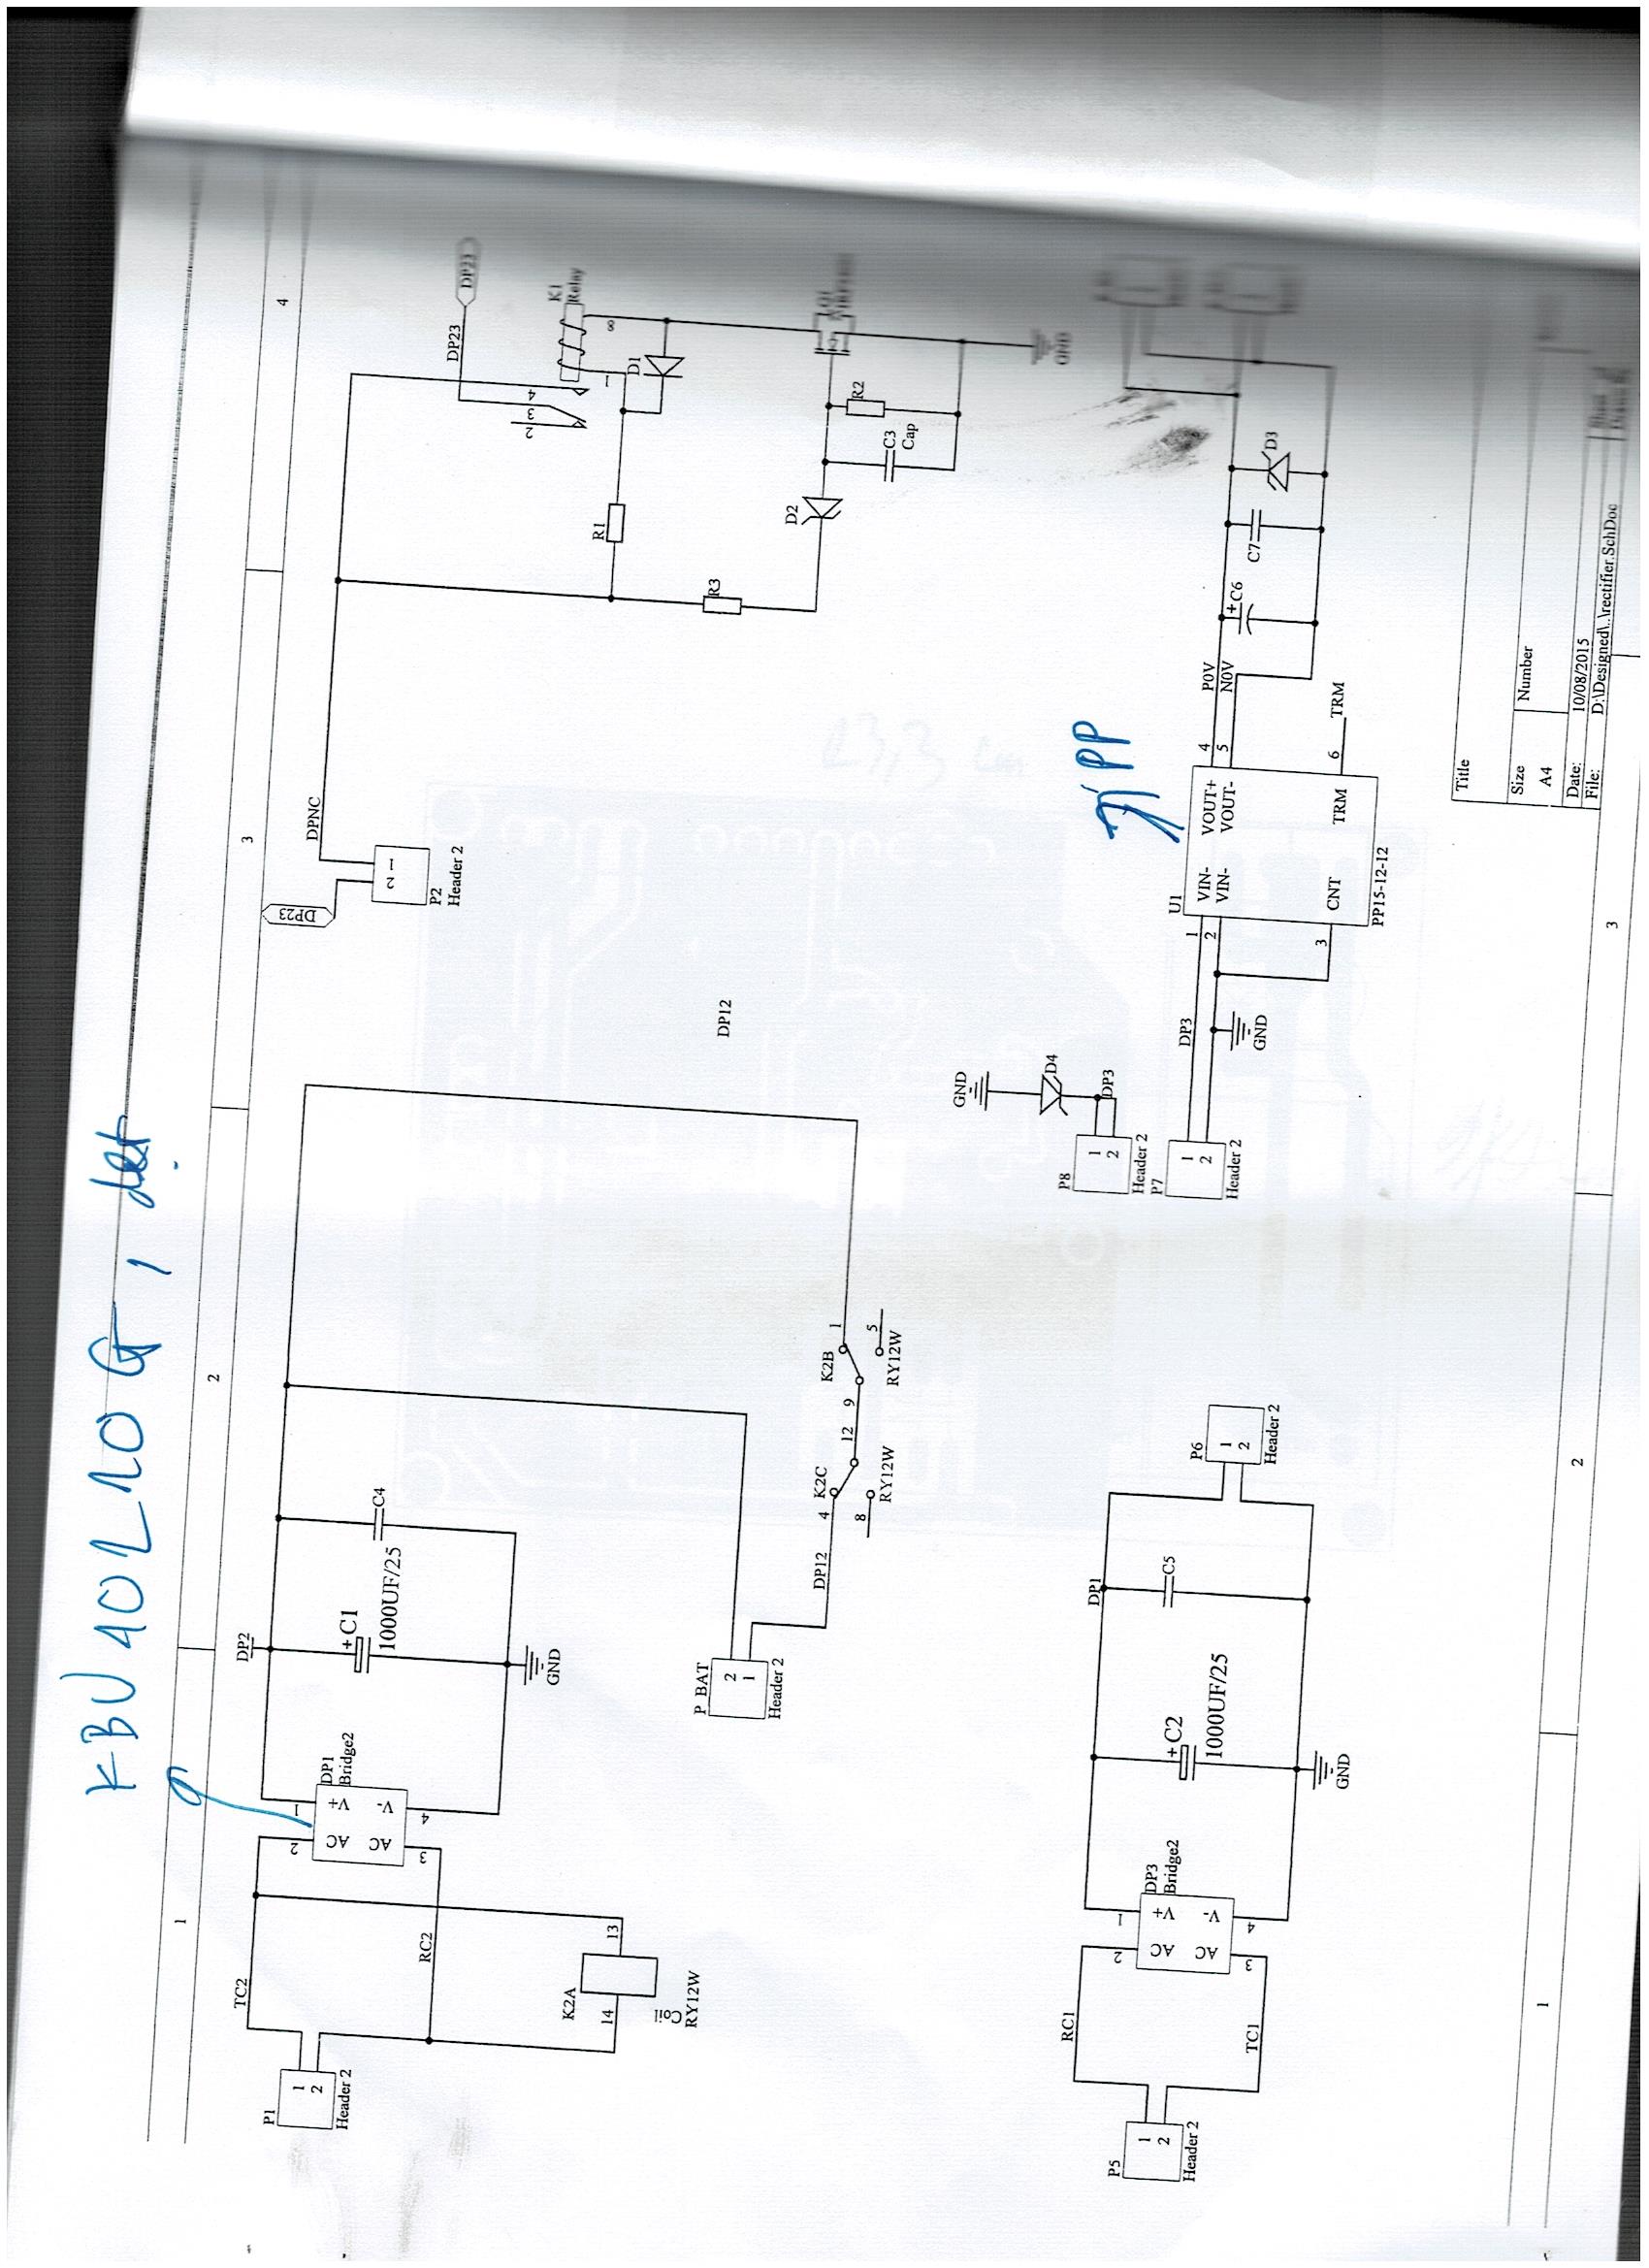 KBU 10 10 G, det
1
2
3
4
TC2
DP2
P1
1
2
Header 2
2
1
AC
AC
V+
V-
DP1
Bridge2
+
C1
1000UF/25
C4
RC2
3
4
GND
K2A
14
13
Coil
RY12W
DP23
DPNC
2
1
P2
Header 2
DP23
DP23
2
3
4
K1
Relay
1
8
R1
D1
R3
P_BAT
2
1
Header 2
DP12
DP12
4
K2C
12
9
K2B
1
8
RY12W
5
RY12W
D2
R2
C3
Cap
GND
GND
D4
P8
1
2
DP3
Header 2
PP
RC1
P5
1
2
Header 2
2
1
AC
AC
V+
V-
DP3
Bridge2
TC1
3
4
+
C2
1000UF/25
DP1
C5
GND
P6
1
2
Header 2
P7
1
2
Header 2
DP3
GND
U1
1
2
3
VIN-
VIN-
CNT
VOUT+
VOUT-
TRM
4
5
6
P0V
N0V
TRM
PP15-12-12
+
C6
C7
D3
Title
Size
A4
Number
Date:
10/08/2015
File:
D:\Designed\..\rectifier.SchDoc
1
2
3